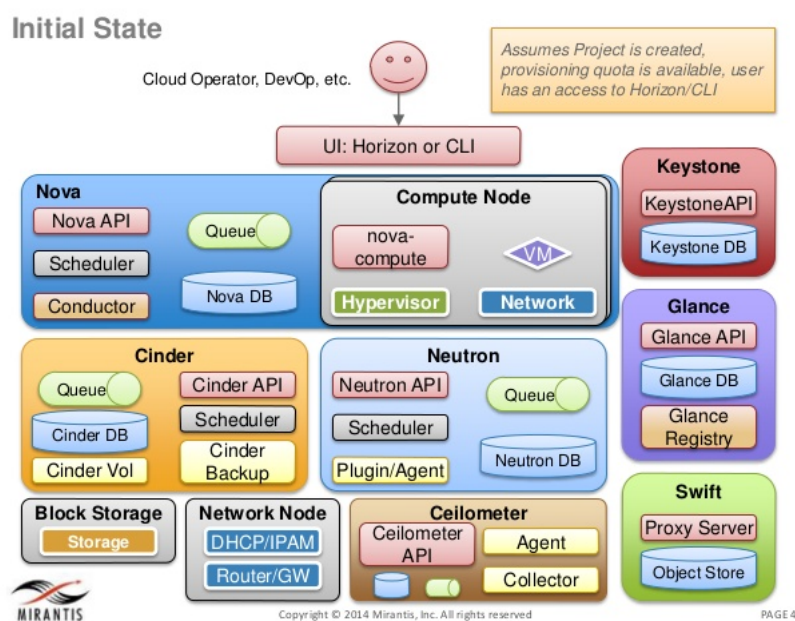 Initial State
Cloud Operator, DevOp, etc.
Assumes Project is created,
provisioning quota is available, user
has an access to Horizon/CLI
UI: Horizon or CLI
Nova
Nova API
Scheduler
Conductor
Queue
Nova DB
Compute Node
nova-
compute
VM
Hypervisor
Network
Keystone
KeystoneAPI
Keystone DB
Cinder
Queue
Cinder DB
Cinder Vol
Cinder API
Scheduler
Cinder
Backup
Neutron
Neutron API
Scheduler
Plugin/Agent
Queue
Neutron DB
Glance
Glance API
Glance DB
Glance
Registry
Block Storage
Storage
Network Node
DHCP/IPAM
Router/GW
Ceilometer
Ceilometer
API
Agent
Collector
Swift
Proxy Server
Object Store
MIRANTIS
Copyright © 2014 Mirantis, Inc. All rights reserved
PAGE 4